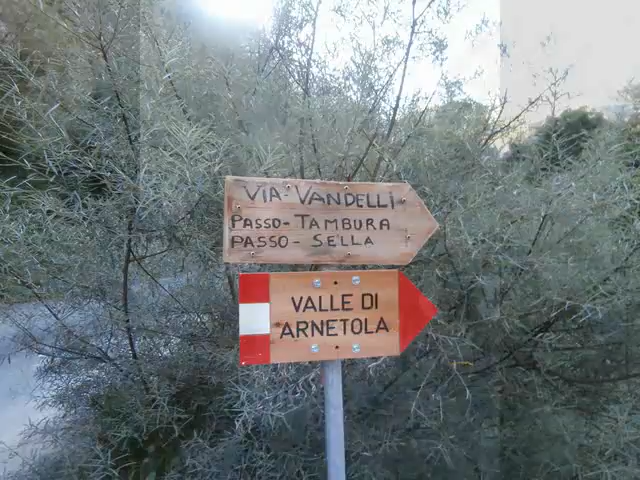 VIA-VANDELLI
PASSO-TAMBURA
PASSO- SELLA
VALLE DI
ARNETOLA